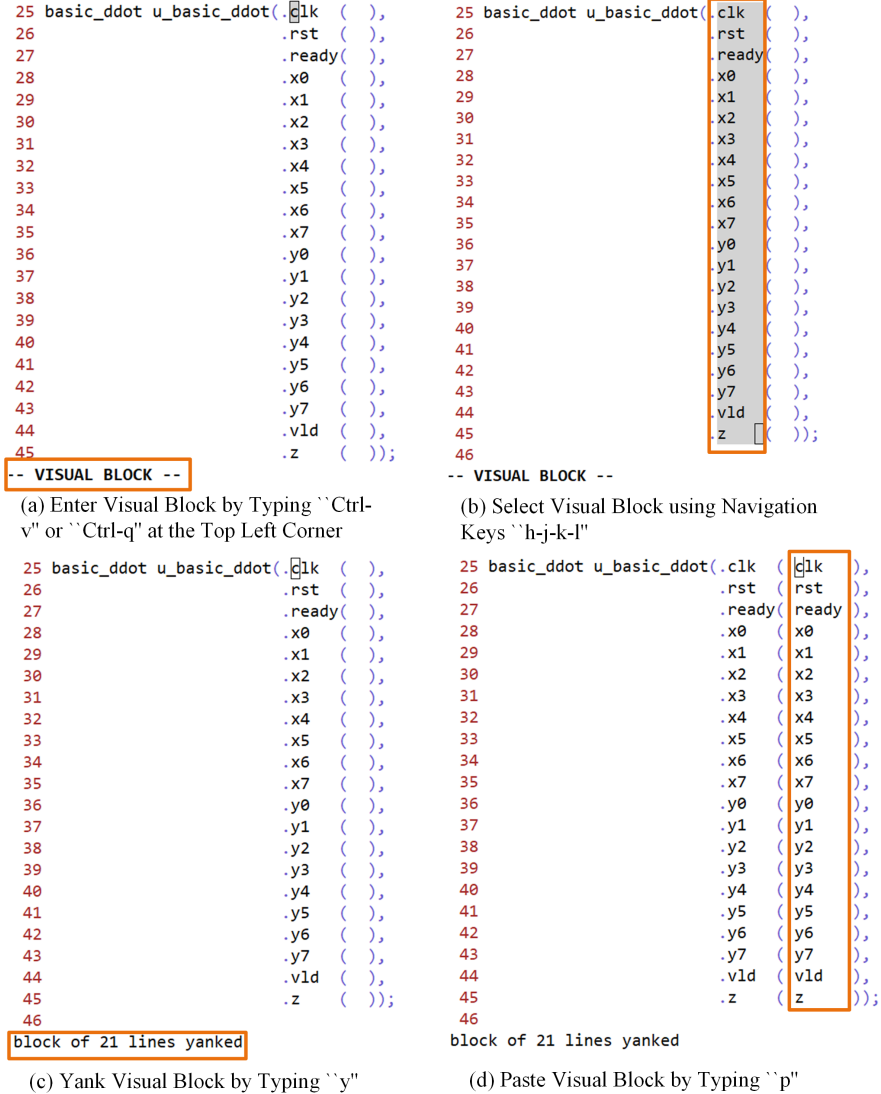 25 basic_ddot u_basic_ddot(.clk  (  ),
26 .rst  (  ),
27 .ready(  ),
28 .x0   (  ),
29 .x1   (  ),
30 .x2   (  ),
31 .x3   (  ),
32 .x4   (  ),
33 .x5   (  ),
34 .x6   (  ),
35 .x7   (  ),
36 .y0   (  ),
37 .y1   (  ),
38 .y2   (  ),
39 .y3   (  ),
40 .y4   (  ),
41 .y5   (  ),
42 .y6   (  ),
43 .y7   (  ),
44 .vld  (  ),
45 .z    (  ));
-- VISUAL BLOCK --
(a) Enter Visual Block by Typing ``Ctrl-
v" or ``Ctrl-q" at the Top Left Corner
25 basic_ddot u_basic_ddot(.clk  (  ),
26 .rst  (  ),
27 .ready(  ),
28 .x0   (  ),
29 .x1   (  ),
30 .x2   (  ),
31 .x3   (  ),
32 .x4   (  ),
33 .x5   (  ),
34 .x6   (  ),
35 .x7   (  ),
36 .y0   (  ),
37 .y1   (  ),
38 .y2   (  ),
39 .y3   (  ),
40 .y4   (  ),
41 .y5   (  ),
42 .y6   (  ),
43 .y7   (  ),
44 .vld  (  ),
45 .z    (  ));
46
-- VISUAL BLOCK --
(b) Select Visual Block using Navigation
Keys ``h-j-k-l"
25 basic_ddot u_basic_ddot(.clk  (  ),
26 .rst  (  ),
27 .ready(  ),
28 .x0   (  ),
29 .x1   (  ),
30 .x2   (  ),
31 .x3   (  ),
32 .x4   (  ),
33 .x5   (  ),
34 .x6   (  ),
35 .x7   (  ),
36 .y0   (  ),
37 .y1   (  ),
38 .y2   (  ),
39 .y3   (  ),
40 .y4   (  ),
41 .y5   (  ),
42 .y6   (  ),
43 .y7   (  ),
44 .vld  (  ),
45 .z    (  ));
46
block of 21 lines yanked
(c) Yank Visual Block by Typing ``y"
25 basic_ddot u_basic_ddot(.clk  ( clk   ),
26 .rst  ( rst   ),
27 .ready( ready ),
28 .x0   ( x0    ),
29 .x1   ( x1    ),
30 .x2   ( x2    ),
31 .x3   ( x3    ),
32 .x4   ( x4    ),
33 .x5   ( x5    ),
34 .x6   ( x6    ),
35 .x7   ( x7    ),
36 .y0   ( y0    ),
37 .y1   ( y1    ),
38 .y2   ( y2    ),
39 .y3   ( y3    ),
40 .y4   ( y4    ),
41 .y5   ( y5    ),
42 .y6   ( y6    ),
43 .y7   ( y7    ),
44 .vld  ( vld   ),
45 .z    ( z     ));
46
block of 21 lines yanked
(d) Paste Visual Block by Typing ``p"